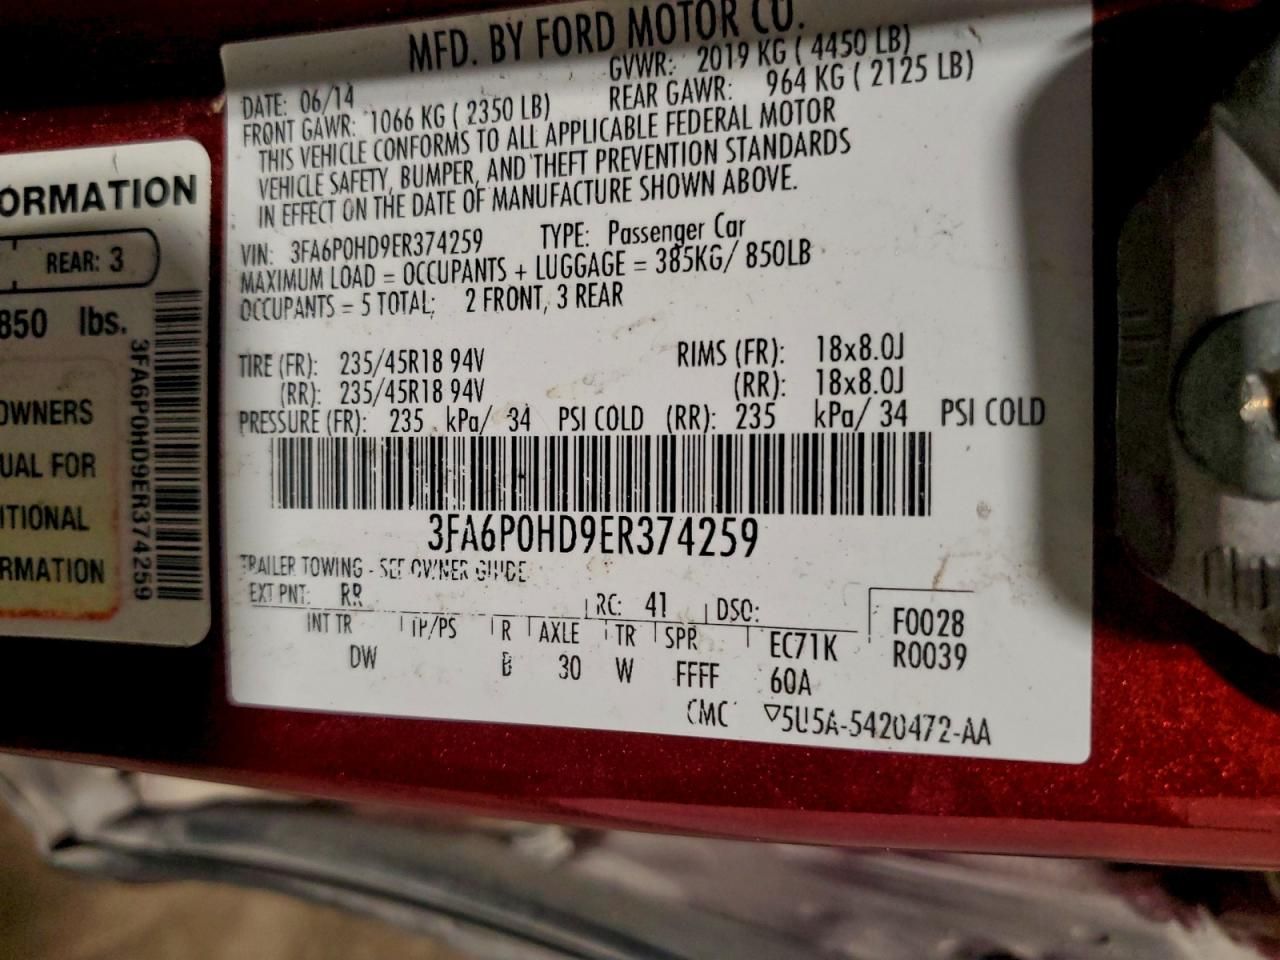 MFD. BY FORD MOTOR CO.
DATE: 06/14 GVWR: 2019 KG ( 4450 LB)
FRONT GAWR: 1066 KG ( 2350 LB) REAR GAWR: 964 KG ( 2125 LB)
THIS VEHICLE CONFORMS TO ALL APPLICABLE FEDERAL MOTOR
VEHICLE SAFETY, BUMPER, AND THEFT PREVENTION STANDARDS
IN EFFECT ON THE DATE OF MANUFACTURE SHOWN ABOVE.
VIN: 3FA6P0HD9ER374259 TYPE: Passenger Car
MAXIMUM LOAD = OCCUPANTS + LUGGAGE = 385KG/ 850LB
OCCUPANTS = 5 TOTAL; 2 FRONT, 3 REAR
TIRE (FR): 235/45R18 94V RIMS (FR): 18x8.0J
(RR): 235/45R18 94V (RR): 18x8.0J
PRESSURE (FR): 235 kPa/ 34 PSI COLD (RR): 235 kPa/ 34 PSI COLD
3FA6P0HD9ER374259
TRAILER TOWING - SEE OWNER GUIDE
EXT PNT: RR RC: 41 DSO:
INT TR TP/PS R AXLE TR SPR EC71K
DW B 30 W FFFF 60A
F0028
R0039
CMC ▽5U5A-5420472-AA
ORMATION
REAR: 3
850 lbs.
OWNERS
UAL FOR
ITIONAL
RMATION
3FA6P0HD9ER374259